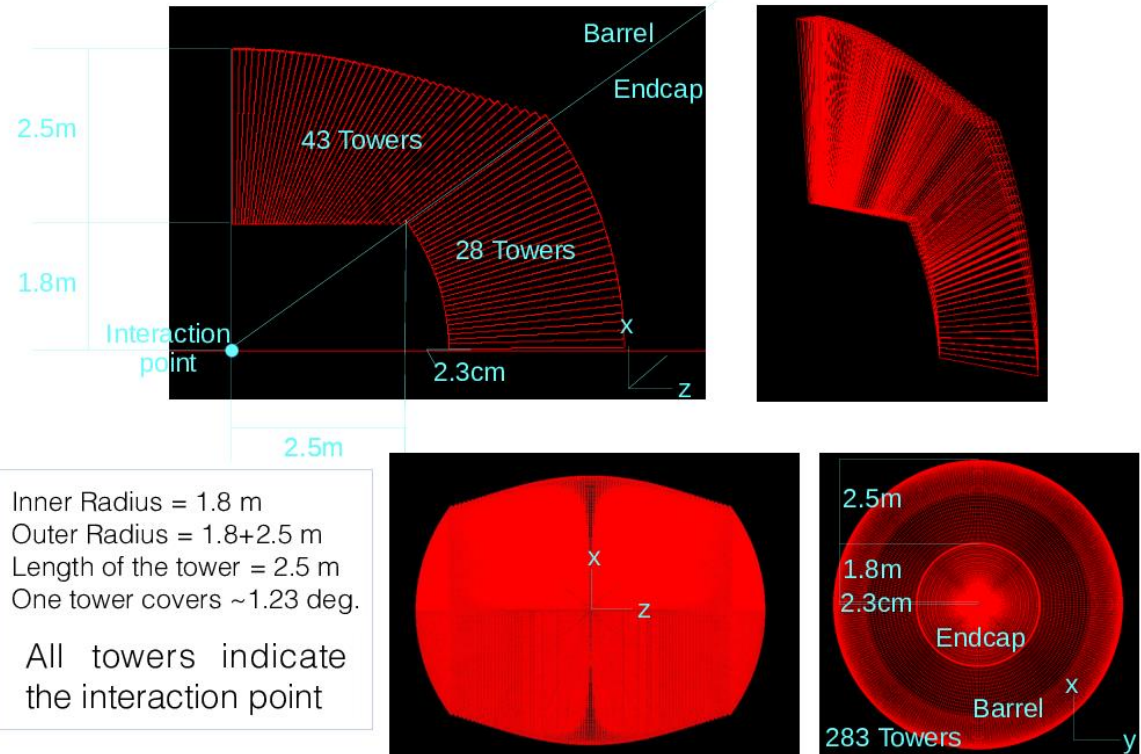 Barrel
Endcap
2.5m
43 Towers
28 Towers
1.8m
x
Interaction
point
2.3cm
z
2.5m
Inner Radius = 1.8 m
Outer Radius = 1.8+2.5 m
Length of the tower = 2.5 m
One tower covers ~1.23 deg.
All towers indicate
the interaction point
x
z
2.5m
1.8m
2.3cm
Endcap
x
Barrel
283 Towers
y